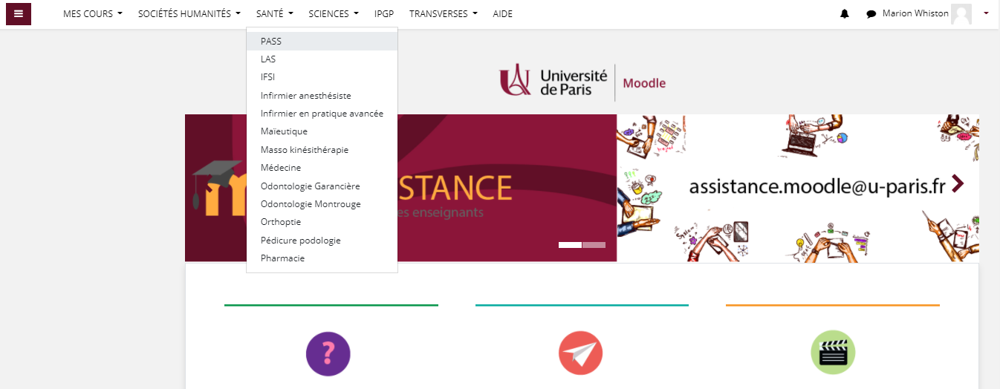 MES COURS SOCIÉTÉS HUMANITÉS SANTÉ SCIENCES IPGP TRANSVERSES AIDE Marion Whiston
PASS
LAS
IFSI
Infirmier anesthésiste
Infirmier en pratique avancée
Maïeutique
Masso kinésithérapie
Médecine
Odontologie Garancière
Odontologie Montrouge
Orthoptie
Pédicure podologie
Pharmacie
Université
de Paris
Moodle
STANCE
es enseignants
assistance.moodle@u-paris.fr
?